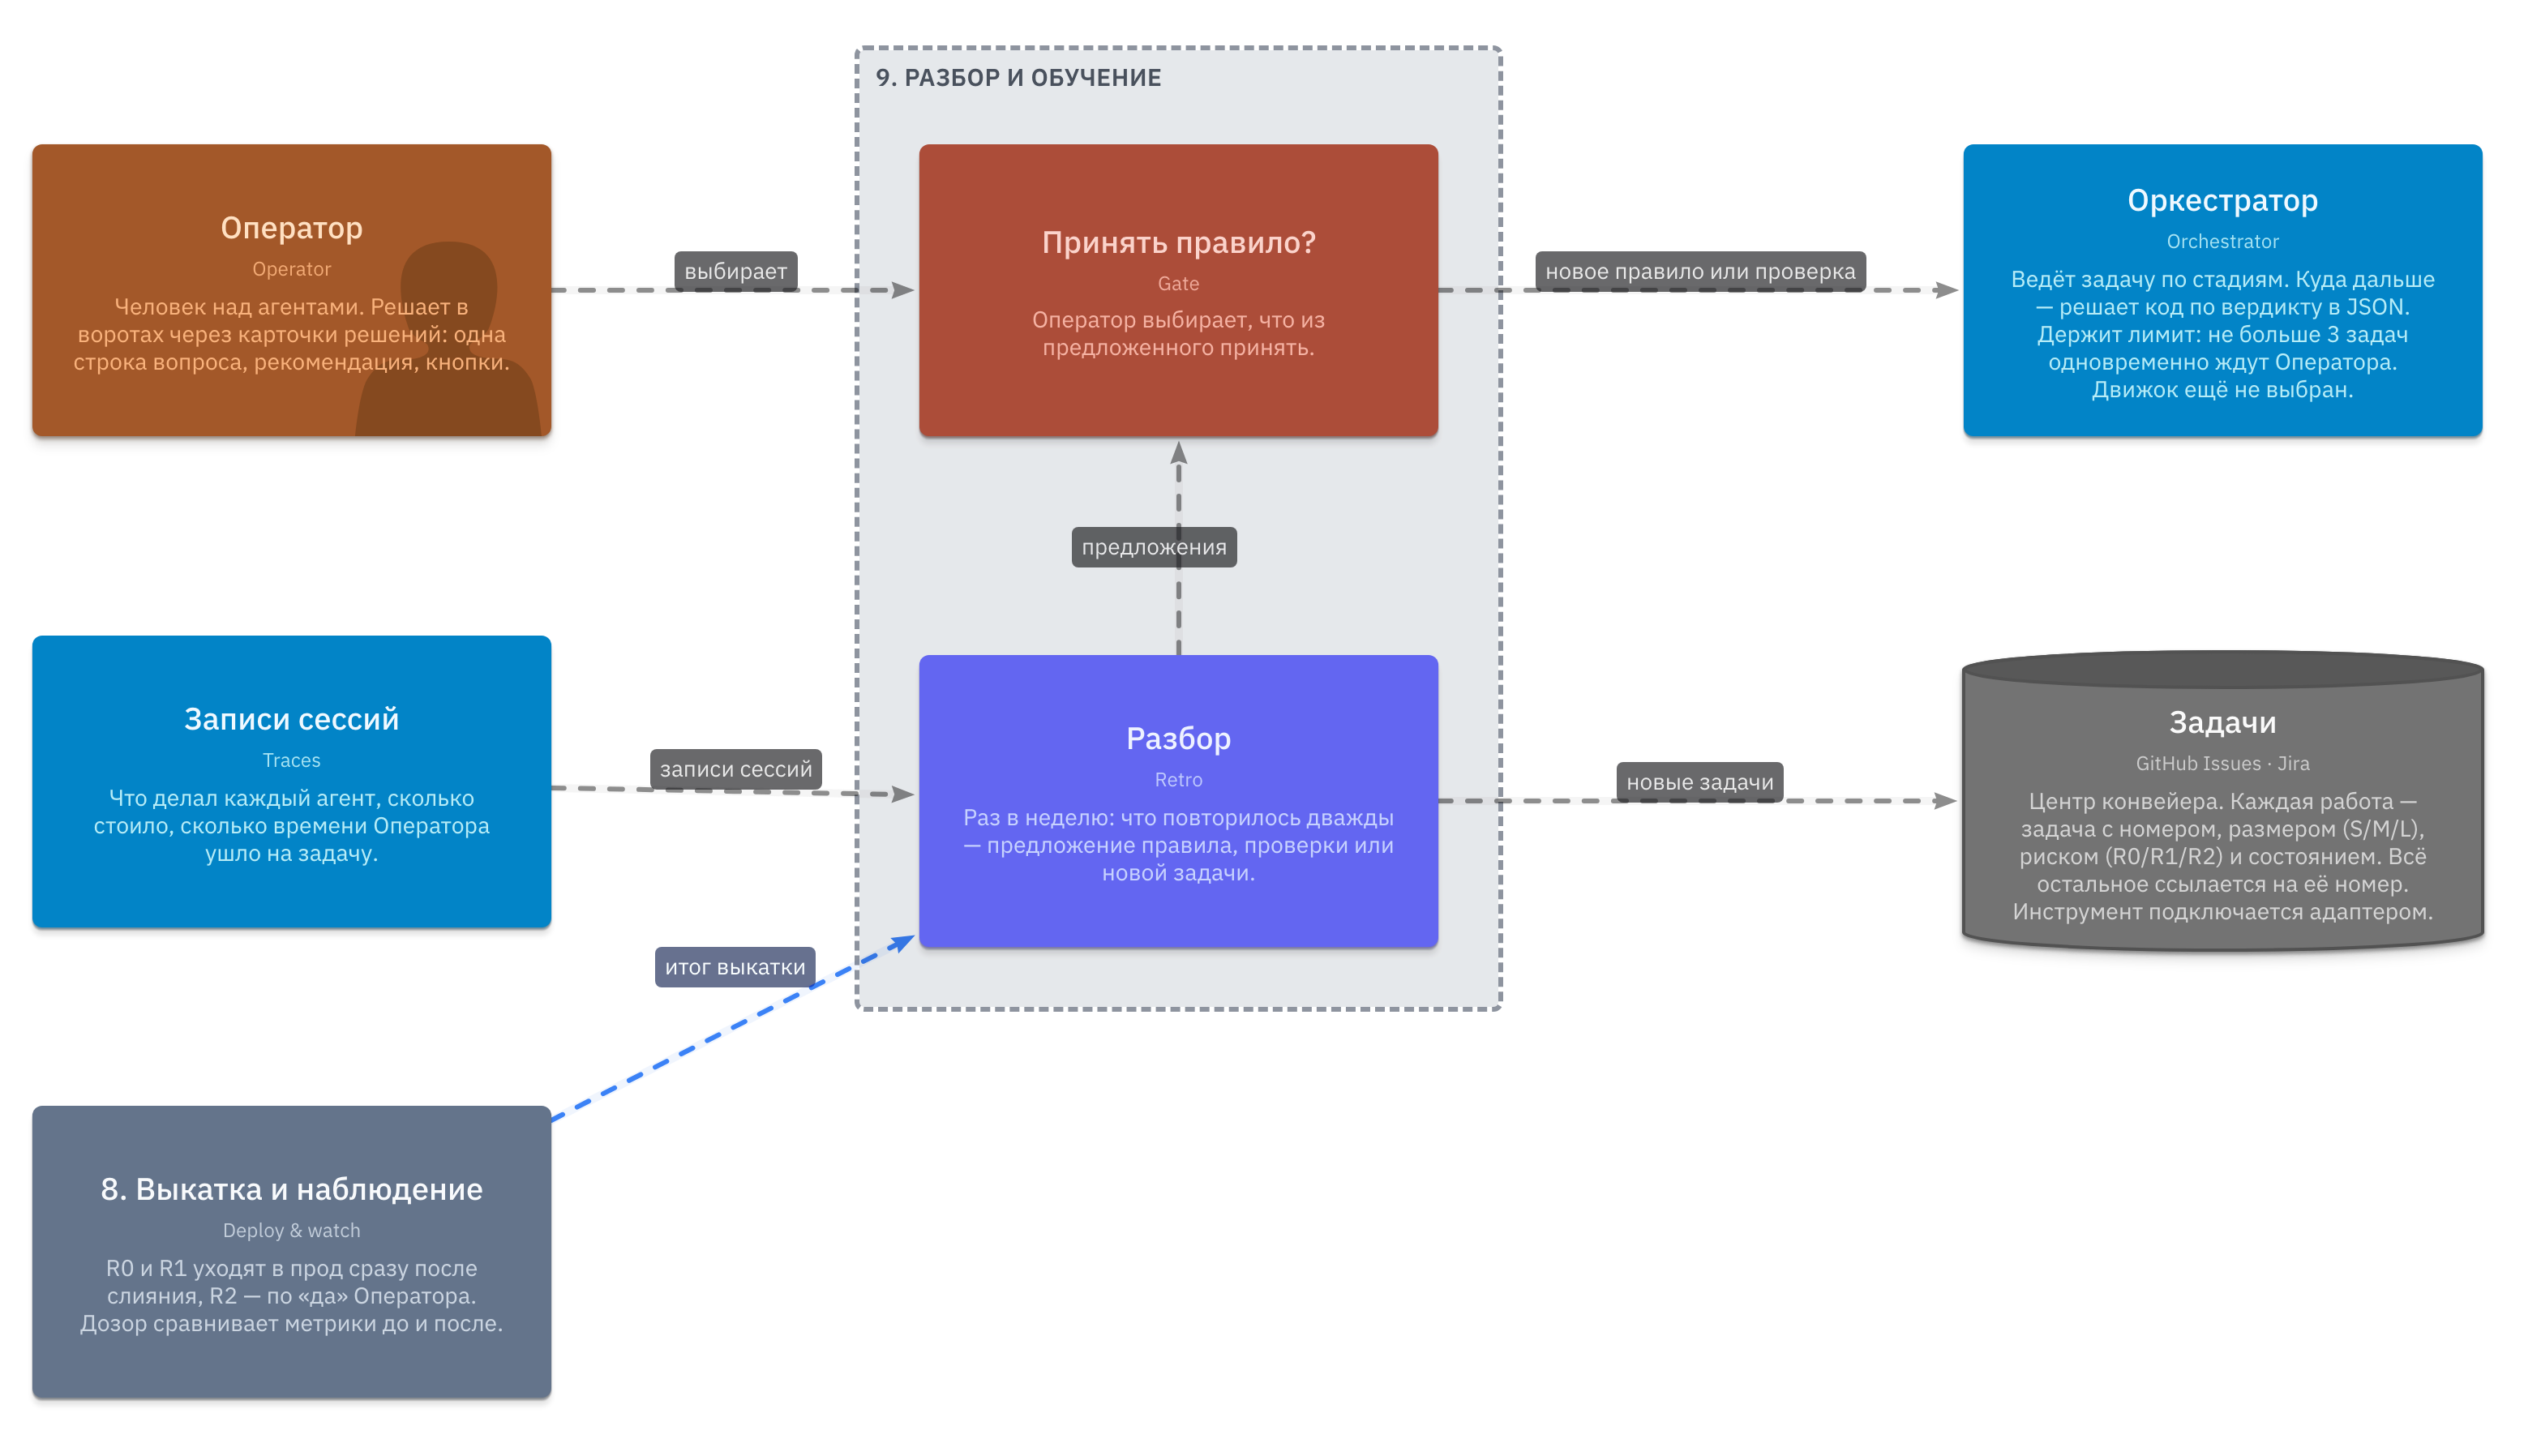 9. РАЗБОР И ОБУЧЕНИЕ
Оператор
Operator
Человек над агентами. Решает в
воротах через карточки решений: одна
строка вопроса, рекомендация, кнопки.
выбирает
Принять правило?
Gate
Оператор выбирает, что из
предложенного принять.
новое правило или проверка
Оркестратор
Orchestrator
Ведёт задачу по стадиям. Куда дальше
— решает код по вердикту в JSON.
Держит лимит: не больше 3 задач
одновременно ждут Оператора.
Движок ещё не выбран.
предложения
Записи сессий
Traces
Что делал каждый агент, сколько
стоило, сколько времени Оператора
ушло на задачу.
записи сессий
Разбор
Retro
Раз в неделю: что повторилось дважды
— предложение правила, проверки или
новой задачи.
новые задачи
Задачи
GitHub Issues · Jira
Центр конвейера. Каждая работа —
задача с номером, размером (S/M/L),
риском (R0/R1/R2) и состоянием. Всё
остальное ссылается на её номер.
Инструмент подключается адаптером.
итог выкатки
8. Выкатка и наблюдение
Deploy & watch
R0 и R1 уходят в прод сразу после
слияния, R2 — по «да» Оператора.
Дозор сравнивает метрики до и после.